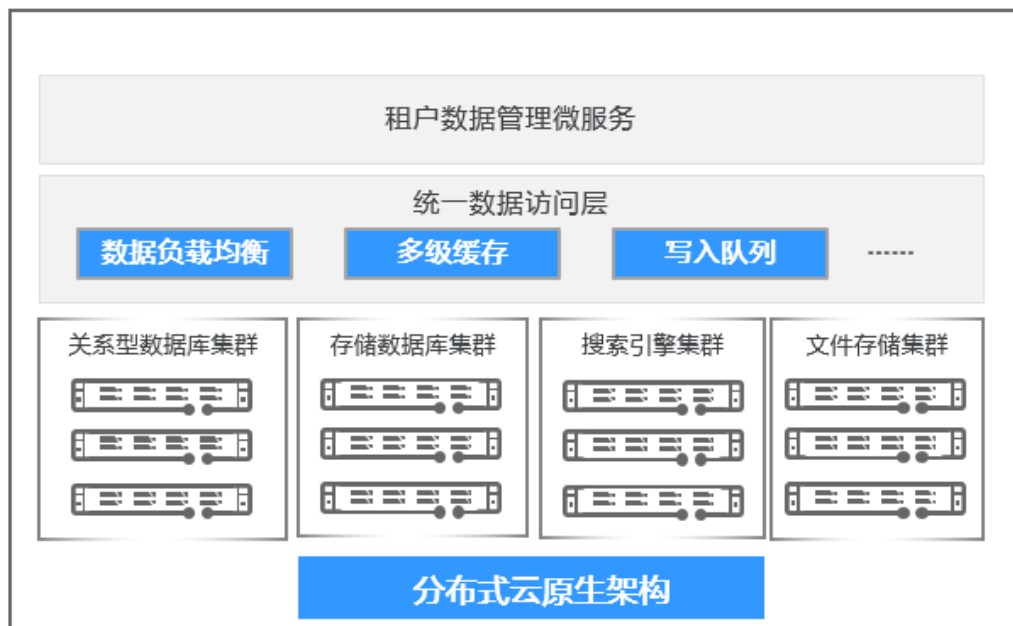 租户数据管理微服务
统一数据访问层
数据负载均衡 多级缓存 写入队列 ······
关系型数据库集群 存储数据库集群 搜索引擎集群 文件存储集群
分布式云原生架构